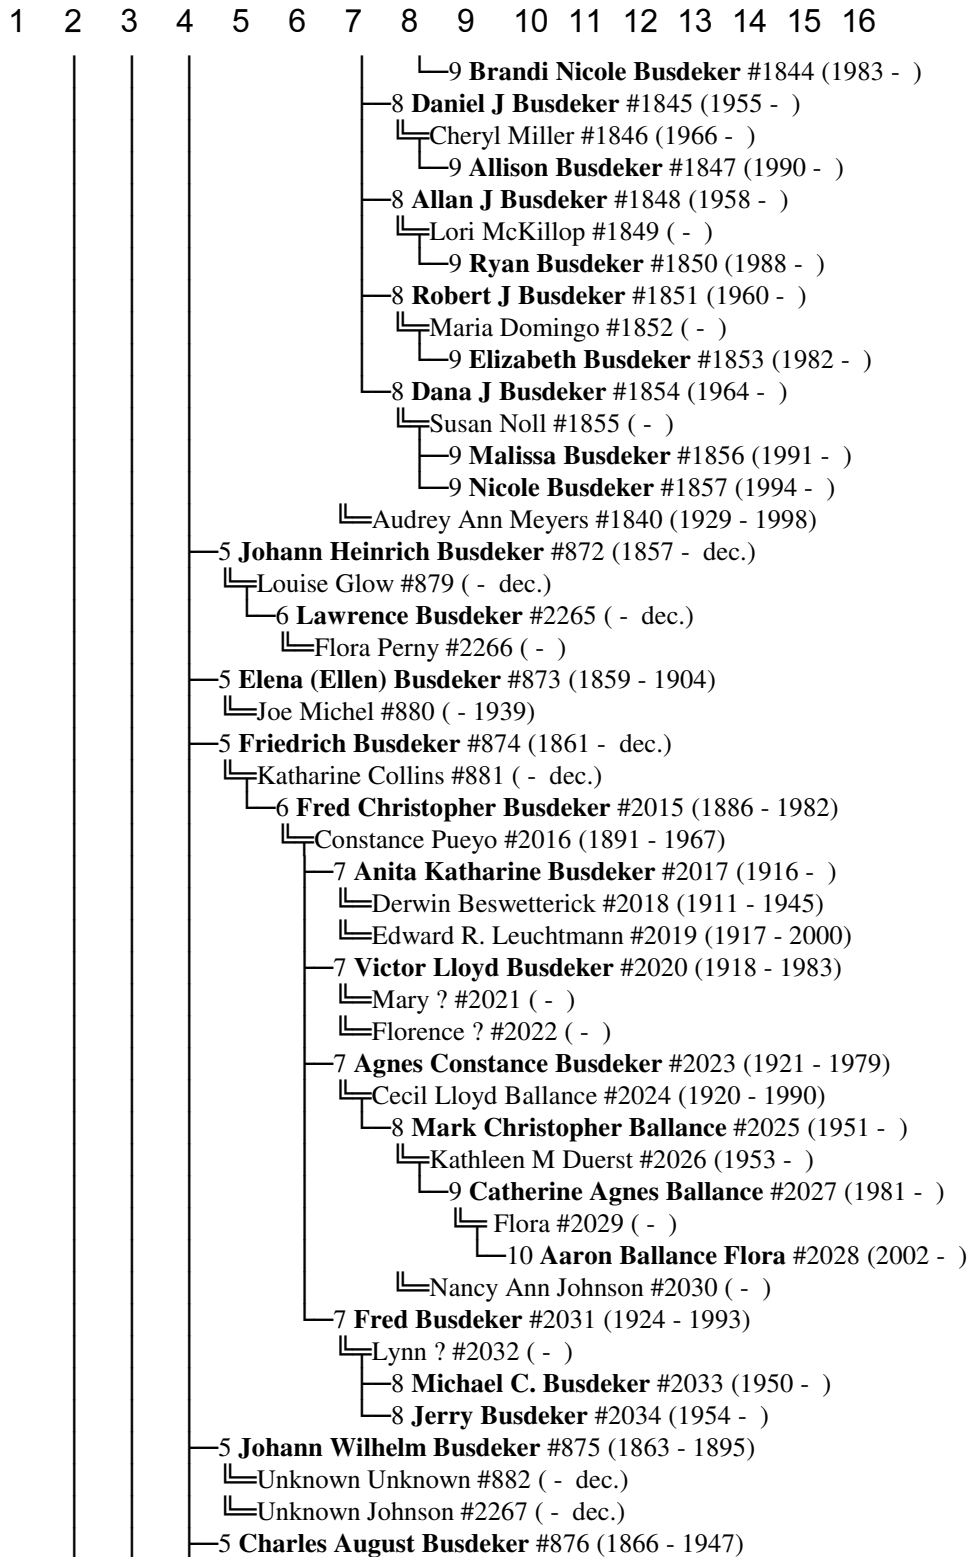 1 2 3 4 5 6 7 8 9 10 11 12 13 14 15 16
9 Brandi Nicole Busdeker #1844 (1983 - )
8 Daniel J Busdeker #1845 (1955 - )
Cheryl Miller #1846 (1966 - )
9 Allison Busdeker #1847 (1990 - )
8 Allan J Busdeker #1848 (1958 - )
Lori McKillop #1849 ( - )
9 Ryan Busdeker #1850 (1988 - )
8 Robert J Busdeker #1851 (1960 - )
Maria Domingo #1852 ( - )
9 Elizabeth Busdeker #1853 (1982 - )
8 Dana J Busdeker #1854 (1964 - )
Susan Noll #1855 ( - )
9 Malissa Busdeker #1856 (1991 - )
9 Nicole Busdeker #1857 (1994 - )
Audrey Ann Meyers #1840 (1929 - 1998)
5 Johann Heinrich Busdeker #872 (1857 - dec.)
Louise Glow #879 ( - dec.)
6 Lawrence Busdeker #2265 ( - dec.)
Flora Perny #2266 ( - )
5 Elena (Ellen) Busdeker #873 (1859 - 1904)
Joe Michel #880 ( - 1939)
5 Friedrich Busdeker #874 (1861 - dec.)
Katharine Collins #881 ( - dec.)
6 Fred Christopher Busdeker #2015 (1886 - 1982)
Constance Pueyo #2016 (1891 - 1967)
7 Anita Katharine Busdeker #2017 (1916 - )
Derwin Beswetterick #2018 (1911 - 1945)
Edward R. Leuchtmann #2019 (1917 - 2000)
7 Victor Lloyd Busdeker #2020 (1918 - 1983)
Mary ? #2021 ( - )
Florence ? #2022 ( - )
7 Agnes Constance Busdeker #2023 (1921 - 1979)
Cecil Lloyd Ballance #2024 (1920 - 1990)
8 Mark Christopher Ballance #2025 (1951 - )
Kathleen M Duerst #2026 (1953 - )
9 Catherine Agnes Ballance #2027 (1981 - )
Flora #2029 ( - )
10 Aaron Ballance Flora #2028 (2002 - )
Nancy Ann Johnson #2030 ( - )
7 Fred Busdeker #2031 (1924 - 1993)
Lynn ? #2032 ( - )
8 Michael C. Busdeker #2033 (1950 - )
8 Jerry Busdeker #2034 (1954 - )
5 Johann Wilhelm Busdeker #875 (1863 - 1895)
Unknown Unknown #882 ( - dec.)
Unknown Johnson #2267 ( - dec.)
5 Charles August Busdeker #876 (1866 - 1947)